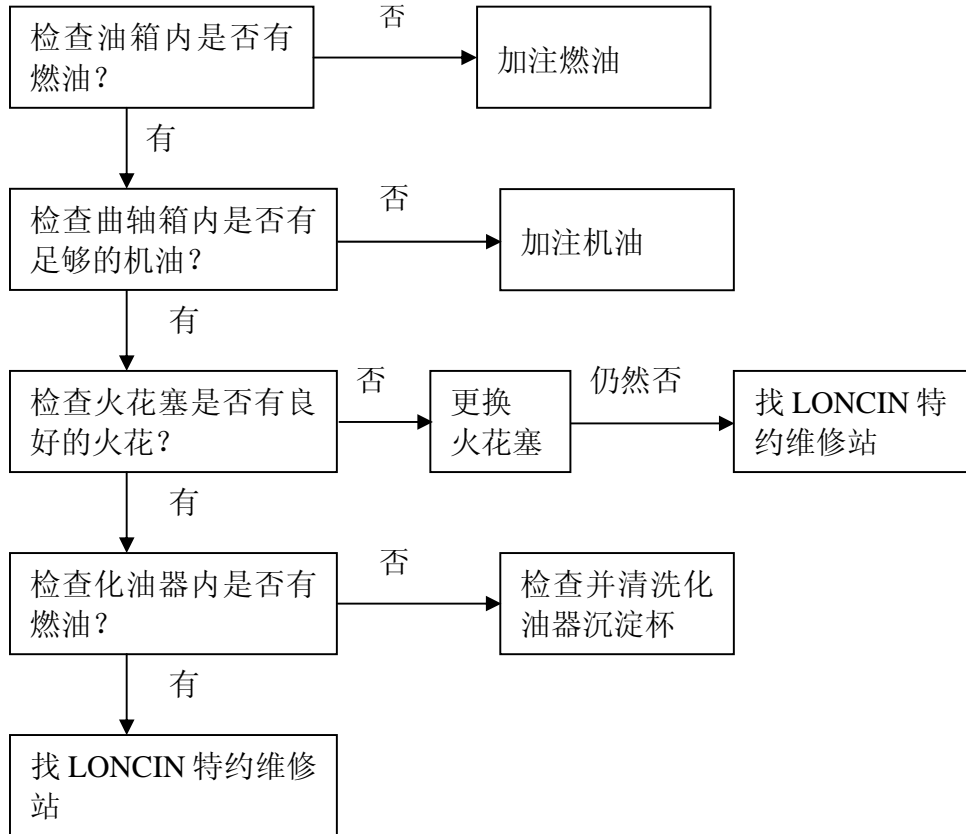 否
检查油箱内是否有
燃油？
加注燃油
有
否
检查曲轴箱内是否有
足够的机油？
加注机油
有
否
仍然否
检查火花塞是否有良
好的火花？
更换
火花塞
找 LONCIN 特
约维修站
有
否
检查化油器内是否有
燃油？
检查并清洗化
油器沉淀杯
有
找 LONCIN 特约维修
站